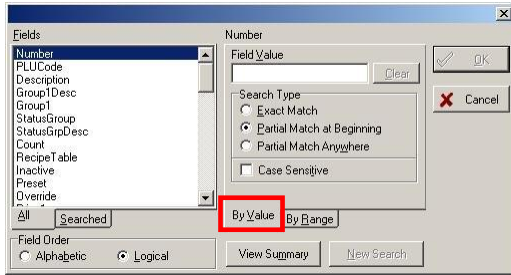 Fields
Number
PLUCode
Description
Group1Desc
Group1
StatusGroup
StatusGrpDesc
Count
RecipeTable
Inactive
Preset
Override
All
Searched
Field Order
Alphabetic
Logical
Number
Field Value
Clear
Search Type
Exact Match
Partial Match at Beginning
Partial Match Anywhere
Case Sensitive
By Value
By Range
View Summary
New Search
OK
Cancel